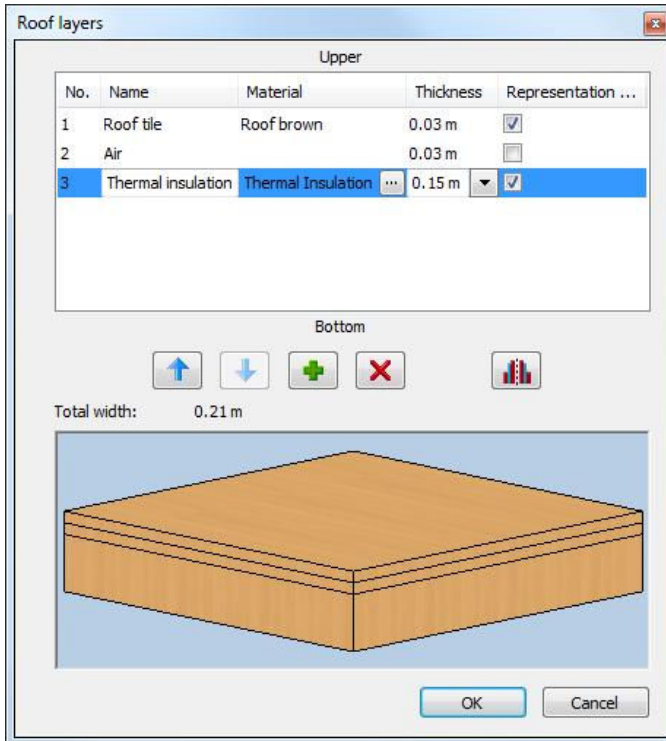 Roof layers
Upper
No. Name Material Thickness Representation ...
1 Roof tile Roof brown 0.03 m
2 Air 0.03 m
3 Thermal insulation Thermal Insulation ... 0.15 m
Bottom
Total width: 0.21 m
OK Cancel